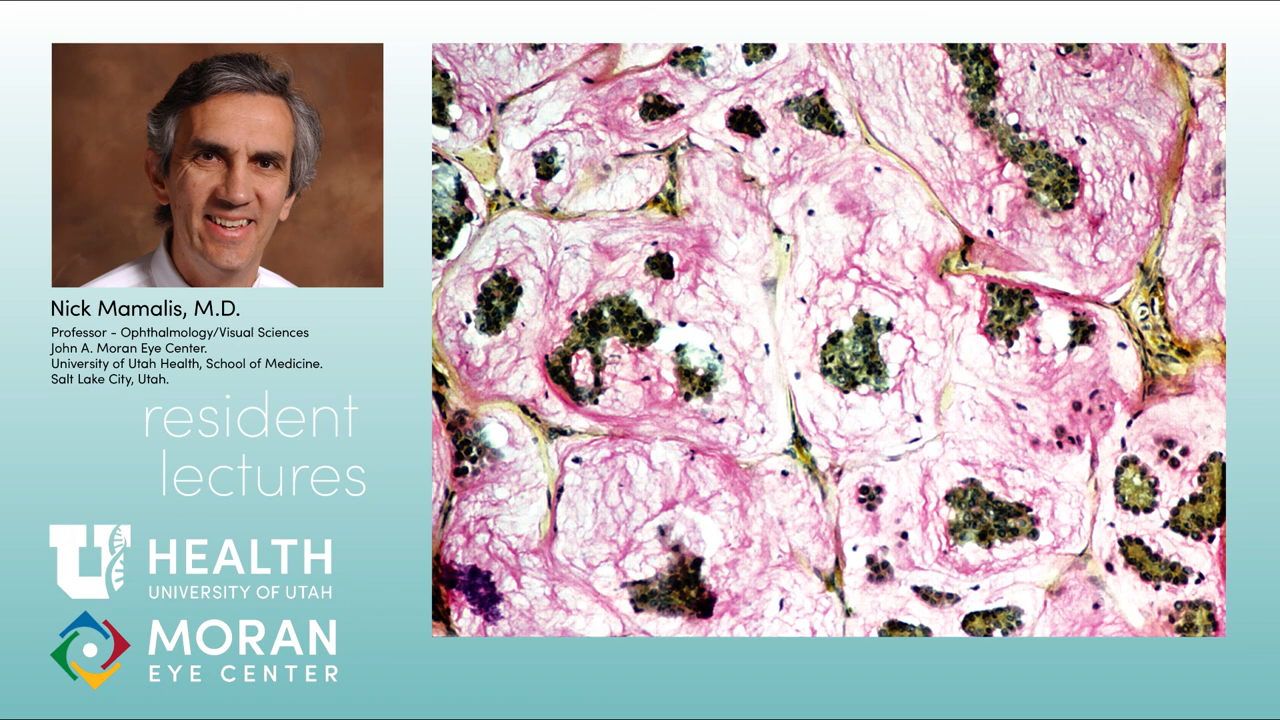 Nick Mamalis, M.D.
Professor - Ophthalmology/Visual Sciences
John A. Moran Eye Center.
University of Utah Health, School of Medicine.
Salt Lake City, Utah.
resident
lectures
U HEALTH
UNIVERSITY OF UTAH
MORAN
EYE CENTER